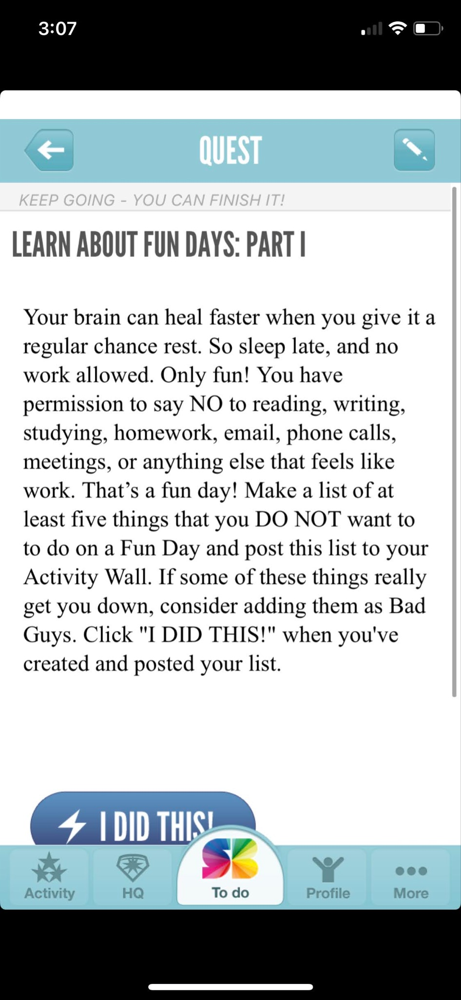 3:07
QUEST
KEEP GOING - YOU CAN FINISH IT!
LEARN ABOUT FUN DAYS: PART I
Your brain can heal faster when you give it a
regular chance rest. So sleep late, and no
work allowed. Only fun! You have
permission to say NO to reading, writing,
studying, homework, email, phone calls,
meetings, or anything else that feels like
work. That’s a fun day! Make a list of at
least five things that you DO NOT want to
to do on a Fun Day and post this list to your
Activity Wall. If some of these things really
get you down, consider adding them as Bad
Guys. Click "I DID THIS!" when you've
created and posted your list.
I DID THIS!
SB
Activity HQ To do Profile More